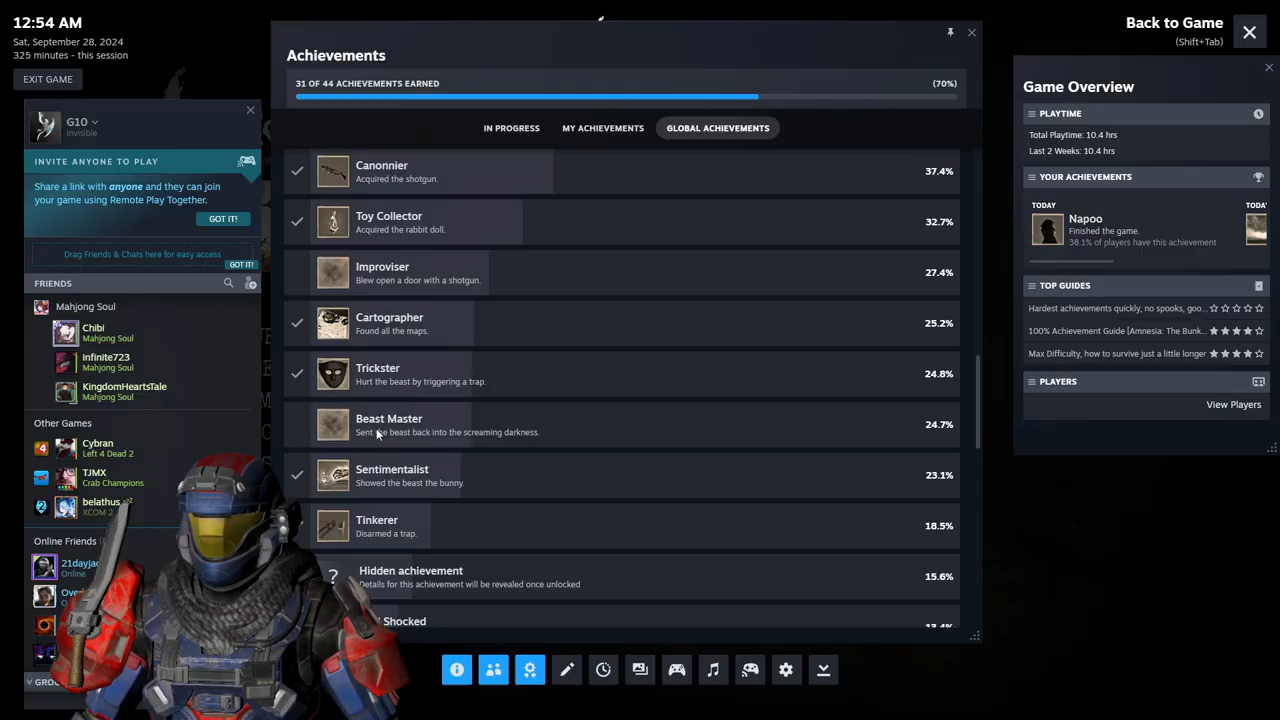 12:54 AM
Sat, September 28, 2024
325 minutes - this session
EXIT GAME
G10
Invisible
INVITE ANYONE TO PLAY
Share a link with anyone and they can join
your game using Remote Play Together.
GOT IT!
Drag Friends & Chats here for easy access
GOT IT!
FRIENDS
Mahjong Soul
Chibi
Mahjong Soul
infinite723
Mahjong Soul
KingdomHeartsTale
Mahjong Soul
Other Games
Cybran
Left 4 Dead 2
TJMX
Crab Champions
belathus
XCOM 2
Online Friends
21dayja
Online
Achievements
31 OF 44 ACHIEVEMENTS EARNED
(70%)
IN PROGRESS
MY ACHIEVEMENTS
GLOBAL ACHIEVEMENTS
Canonnier
Acquired the shotgun.
37.4%
Toy Collector
Acquired the rabbit doll.
32.7%
Improviser
Blew open a door with a shotgun.
27.4%
Cartographer
Found all the maps.
25.2%
Trickster
Hurt the beast by triggering a trap.
24.8%
Beast Master
Sent the beast back into the screaming darkness.
24.7%
Sentimentalist
Showed the beast the bunny.
23.1%
Tinkerer
Disarmed a trap.
18.5%
? Hidden achievement
Details for this achievement will be revealed once unlocked
15.6%
Shocked
Back to Game
(Shift+Tab)
Game Overview
PLAYTIME
Total Playtime: 10.4 hrs
Last 2 Weeks: 10.4 hrs
YOUR ACHIEVEMENTS
TODAY
Napoo
Finished the game.
38.1% of players have this achievement
TODA
TOP GUIDES
Hardest achievements quickly, no spooks, goo...
100% Achievement Guide [Amnesia: The Bunk...
Max Difficulty, how to survive just a little longer
PLAYERS
View Players